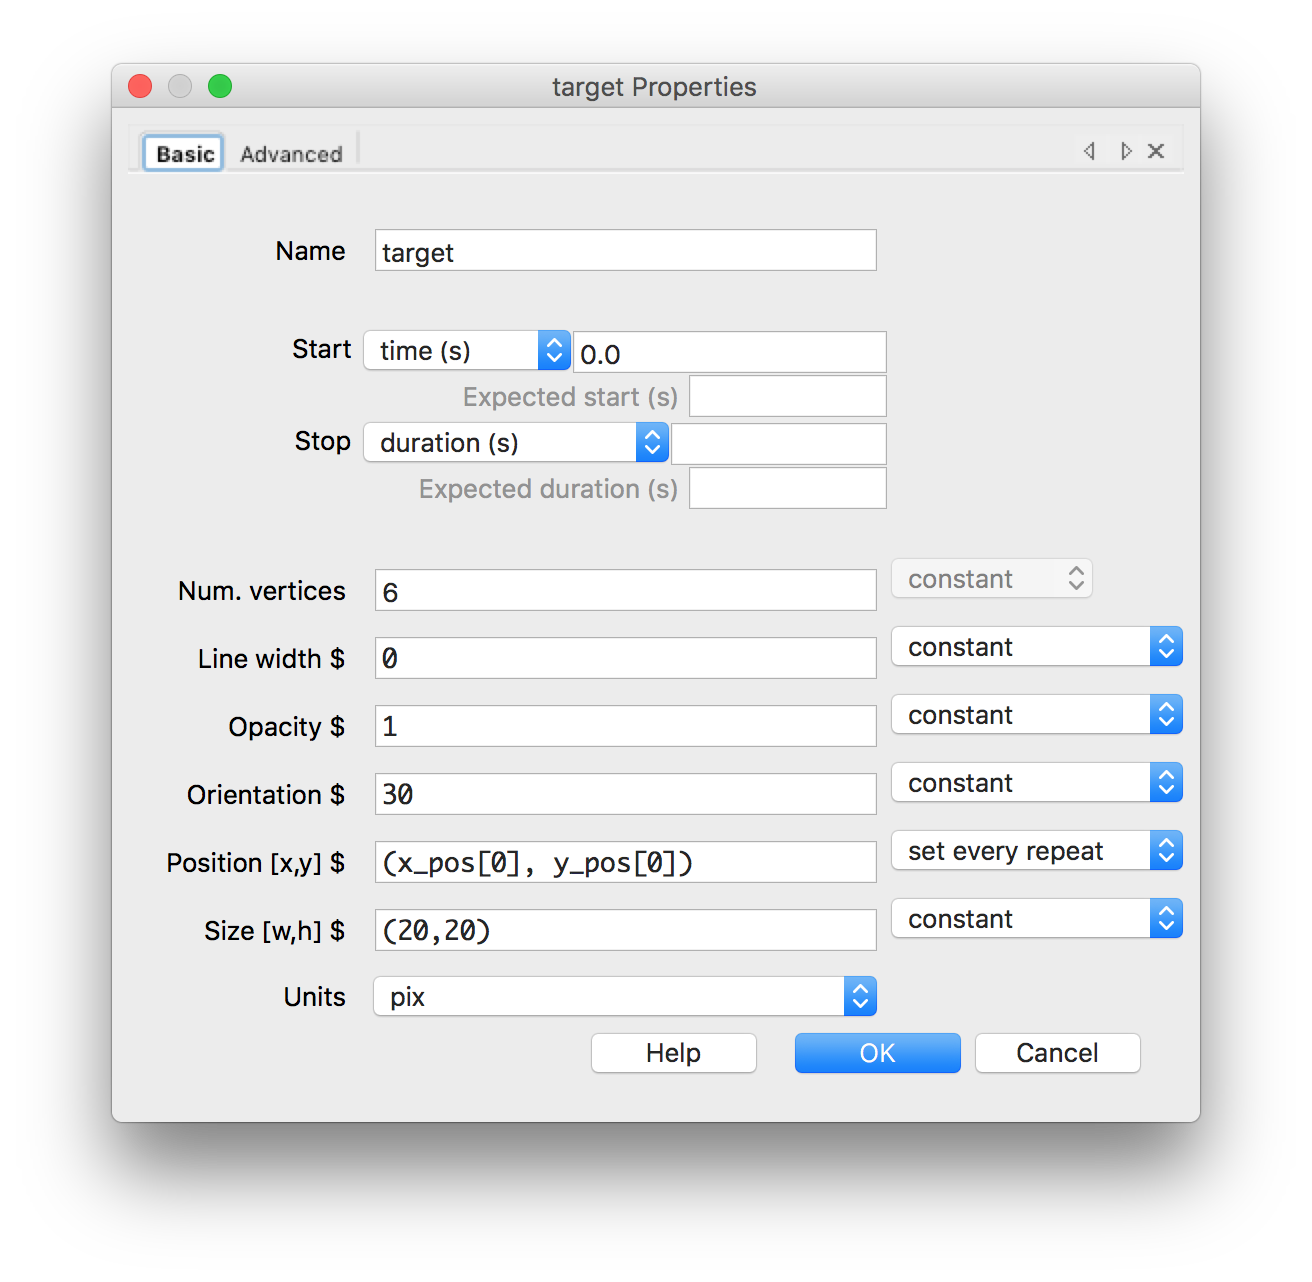 target Properties
Basic Advanced
Name target
Start time (s) 0.0
Expected start (s)
Stop duration (s)
Expected duration (s)
Num. vertices 6 constant
Line width $ 0 constant
Opacity $ 1 constant
Orientation $ 30 constant
Position [x,y] $ (x_pos[0], y_pos[0]) set every repeat
Size [w,h] $ (20,20) constant
Units pix
Help OK Cancel